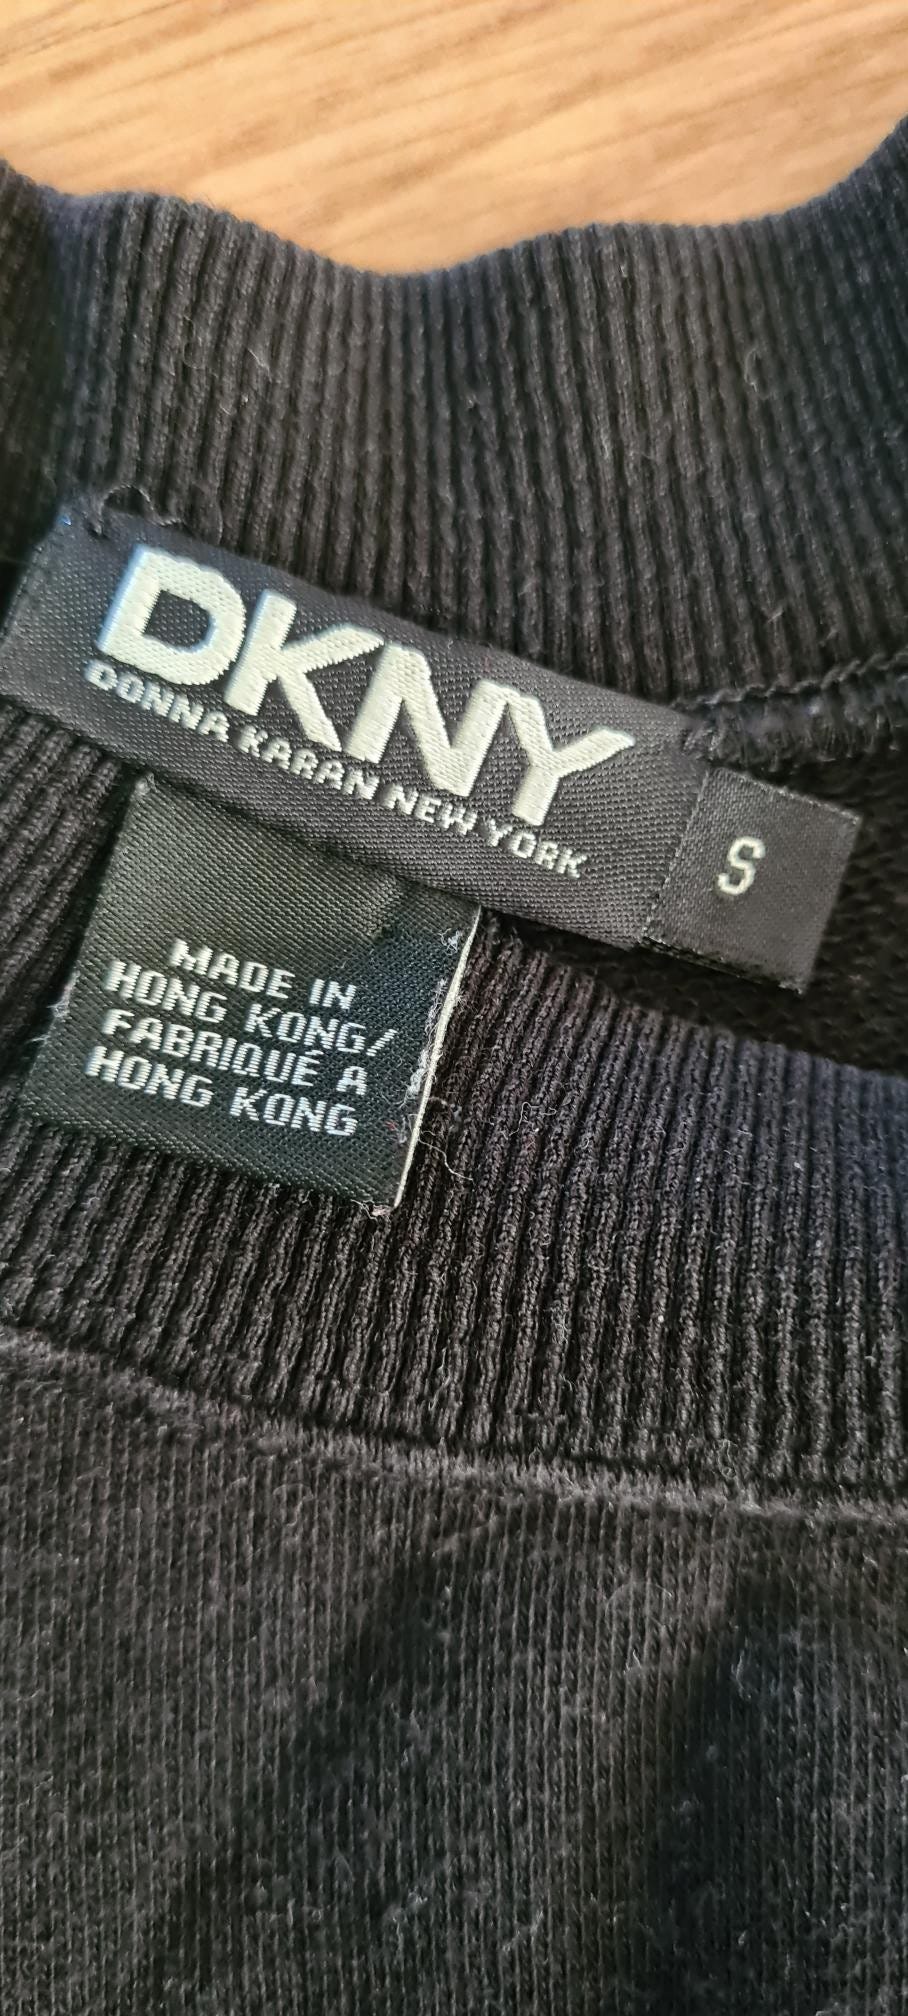 DKNY
DONNA KARAN NEW YORK
S
MADE IN
HONG KONG/
FABRIQUÉ A
HONG KONG